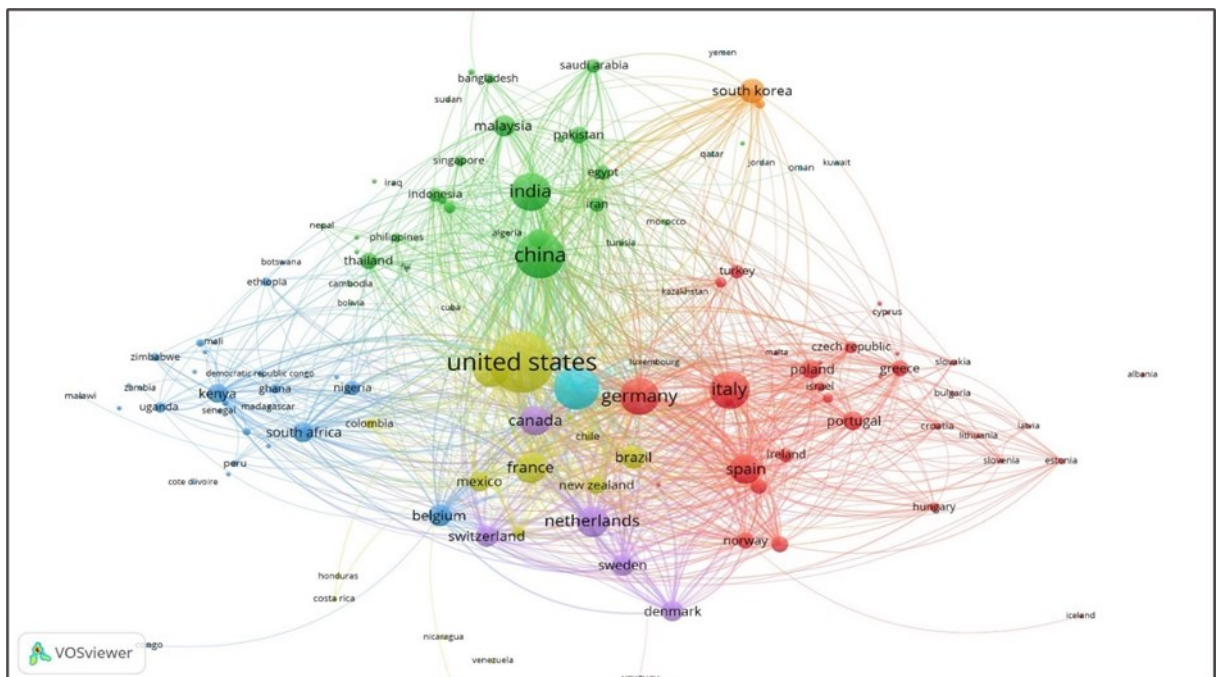 yemen
saudi arabia
bangladesh
south korea
sudan
malaysia
pakistan
singapore
qatar
jordan
oman
kuwait
egypt
iraq
india
indonesia
iran
nepal
morocco
algeria
philippines
tunisia
china
botswana
thailand
turkey
ethiopia
cambodia
kazakhstan
bolivia
cuba
cyprus
mali
czech republic
zimbabwe
united states
luxembourg
malta
slovakia
poland
greece
democratic republic congo
albania
zambia
ghana
nigeria
israel
kenya
germany
italy
bulgaria
malawi
uganda
senegal
madagascar
canada
portugal
colombia
croatia
latvia
south africa
chile
lithuania
ireland
brazil
slovenia
estonia
peru
france
spain
cote divoire
mexico
new zealand
hungary
belgium
netherlands
switzerland
norway
sweden
honduras
costa rica
denmark
iceland
nicaragua
VOSviewer
venezuela